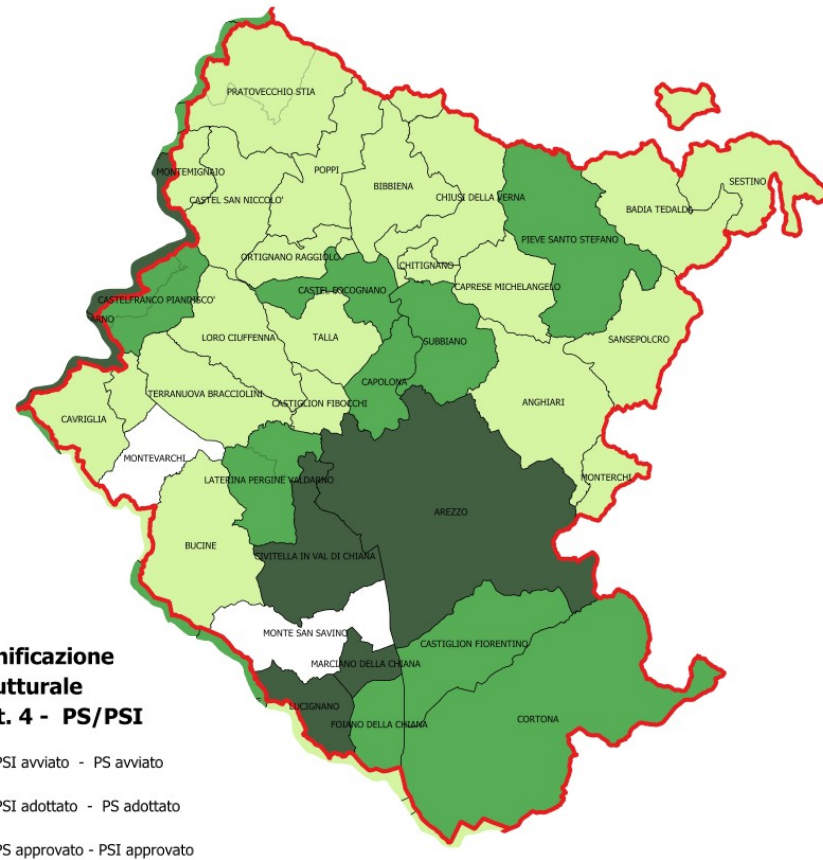 PRATOVECCHIO STIA
MONTEMIGNAIO
POPPI
BIBBIENA
CASTEL SAN NICCOLO'
CHIUSI DELLA VERNA
SESTINO
BADIA TEDALDA
PIEVE SANTO STEFANO
ORTIGNANO RAGGIOLO
CHITIGNANO
CAPRESE MICHELANGELO
CASTEL FOCOGNANO
CASTELFRANCO PIANDISCO'
LORO CIUFFENNA
TALLA
SUBBIANO
SANSEPOLCRO
CAPOLONA
TERRANUOVA BRACCIOLINI
CASTIGLION FIBOCCHI
ANGHIARI
CAVRIGLIA
MONTEVARCHI
LATERINA PERGINE VALDARNO
MONTERCHI
AREZZO
BUCINE
CIVITELLA IN VAL DI CHIANA
MONTE SAN SAVINO
CASTIGLION FIORENTINO
MARCIANO DELLA CHIANA
LUCIGNANO
FOIANO DELLA CHIANA
CORTONA
4 - PS/PSI
PSI avviato - PS avviato
PSI adottato - PS adottato
PS approvato - PSI approvato